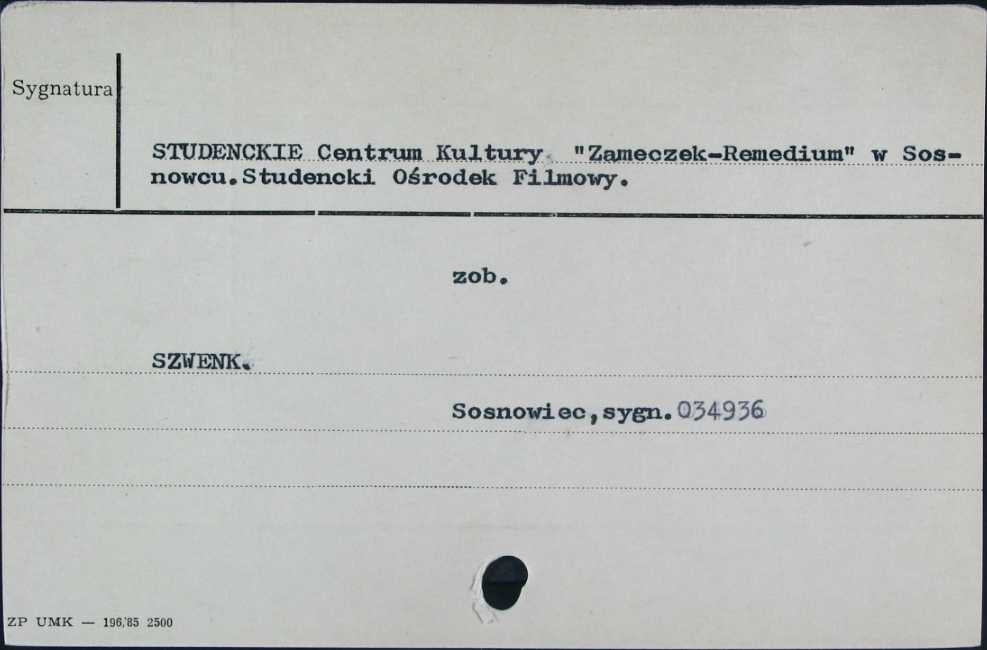 Sygnatura
STUDENCKIE Centrum Kultury "Zameczek-Remedium" w Sos-
nowcu.Studencki Ośrodek Filmowy.
zob.
SZWENK.
Sosnowiec,sygn.034936
ZP UMK — 196,'85 2500